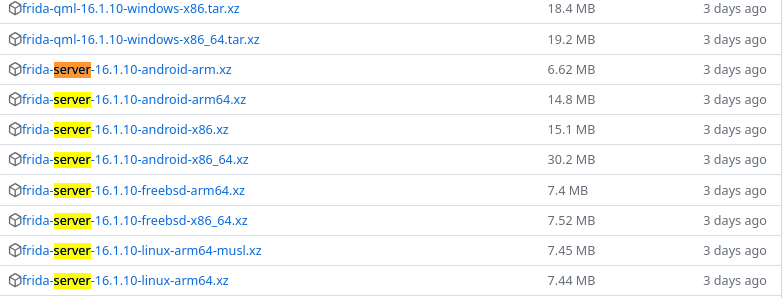 frida-qml-16.1.10-windows-x86.tar.xz 18.4 MB 3 days ago
frida-qml-16.1.10-windows-x86_64.tar.xz 19.2 MB 3 days ago
frida-server-16.1.10-android-arm.xz 6.62 MB 3 days ago
frida-server-16.1.10-android-arm64.xz 14.8 MB 3 days ago
frida-server-16.1.10-android-x86.xz 15.1 MB 3 days ago
frida-server-16.1.10-android-x86_64.xz 30.2 MB 3 days ago
frida-server-16.1.10-freebsd-arm64.xz 7.4 MB 3 days ago
frida-server-16.1.10-freebsd-x86_64.xz 7.52 MB 3 days ago
frida-server-16.1.10-linux-arm64-musl.xz 7.45 MB 3 days ago
frida-server-16.1.10-linux-arm64.xz 7.44 MB 3 days ago